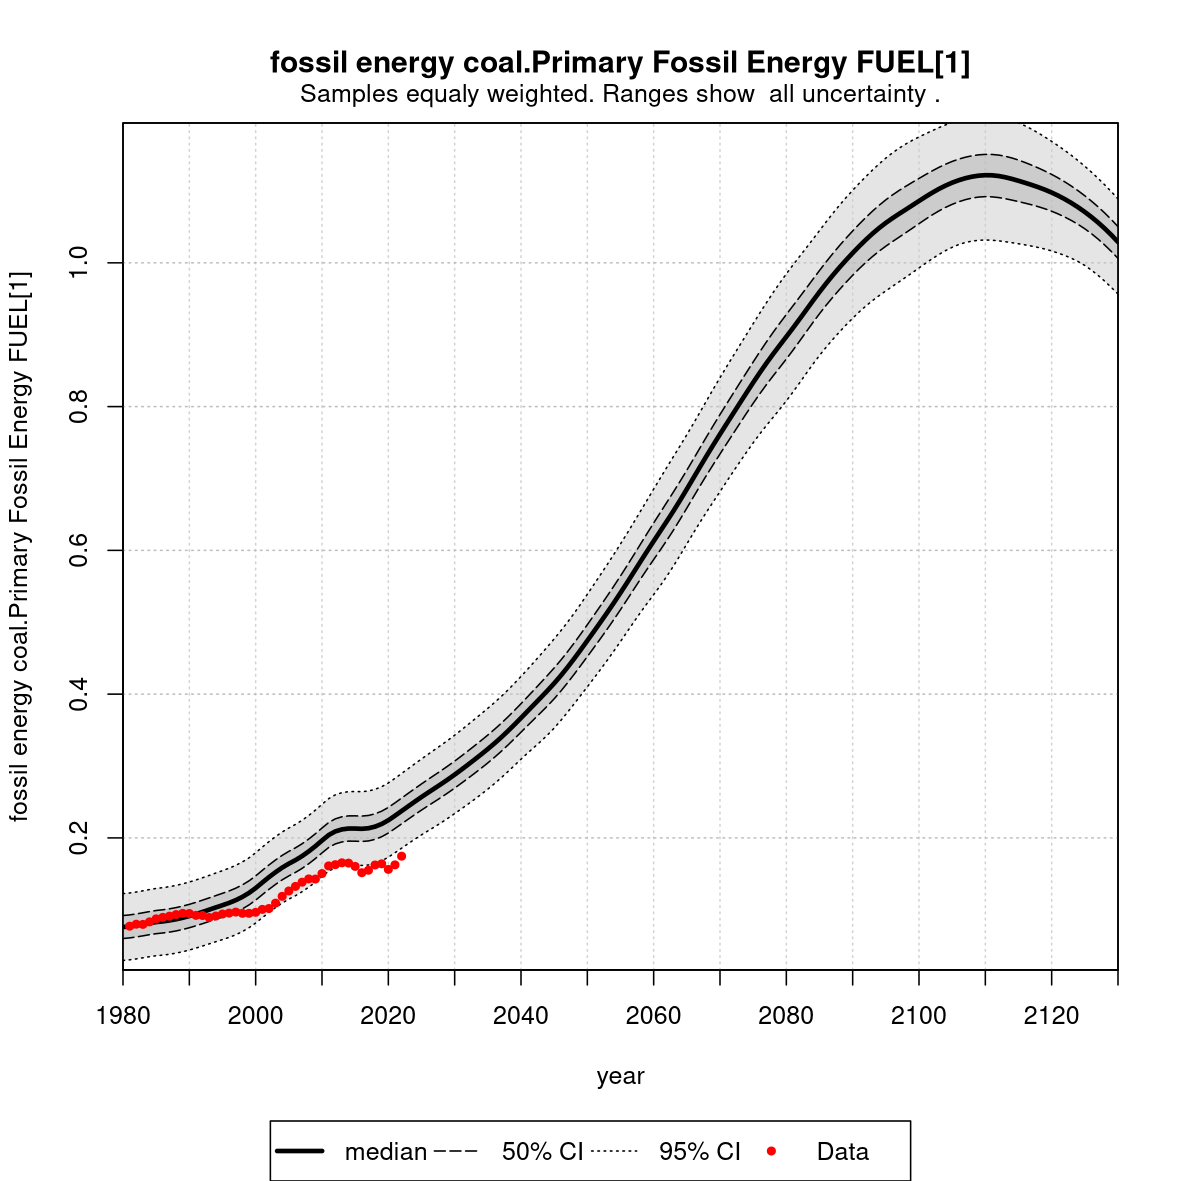 fossil energy coal.Primary Fossil Energy FUEL[1]
Samples equaly weighted. Ranges show  all uncertainty .
fossil energy coal.Primary Fossil Energy FUEL[1]
1.0
0.8
0.6
0.4
0.2
1980 2000 2020 2040 2060 2080 2100 2120
year
median 50% CI 95% CI Data